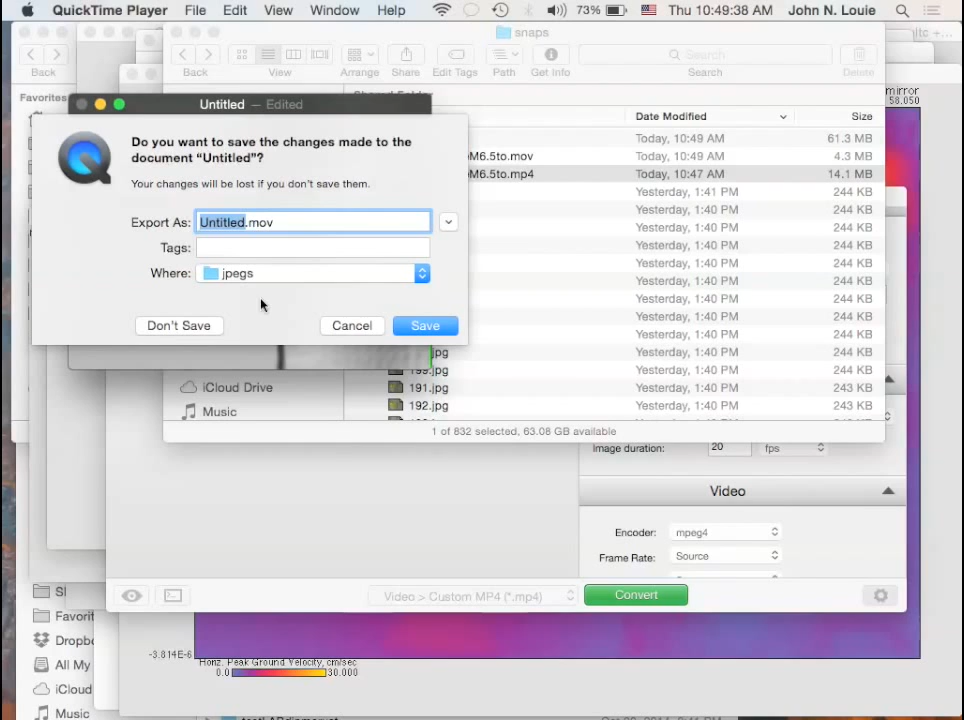 QuickTime Player File Edit View Window Help 73% Thu 10:49:38 AM John N. Louie
snaps
Search
Back Back View Arrange Share Edit Tags Path Get Info Search Delete
Favorites
mirror
58.050
Untitled — Edited
Date Modified Size
Do you want to save the changes made to the
document “Untitled”?
Your changes will be lost if you don't save them.
Export As: Untitled.mov
Tags:
Where: jpegs
Don't Save Cancel Save
Today, 10:49 AM 61.3 MB
M6.5to.mov Today, 10:49 AM 4.3 MB
M6.5to.mp4 Today, 10:47 AM 14.1 MB
Yesterday, 1:41 PM 244 KB
Yesterday, 1:40 PM 244 KB
Yesterday, 1:40 PM 244 KB
Yesterday, 1:40 PM 244 KB
Yesterday, 1:40 PM 244 KB
Yesterday, 1:40 PM 244 KB
Yesterday, 1:40 PM 244 KB
Yesterday, 1:40 PM 244 KB
Yesterday, 1:40 PM 244 KB
jpg Yesterday, 1:40 PM 244 KB
199.jpg Yesterday, 1:40 PM 244 KB
iCloud Drive 191.jpg Yesterday, 1:40 PM 243 KB
Music 192.jpg Yesterday, 1:40 PM 243 KB
1 of 832 selected, 63.08 GB available
Image duration: 20 fps
Video
Encoder: mpeg4
Frame Rate: Source
Video > Custom MP4 (*.mp4) Convert
Favorit
Dropbo
All My
iCloud
Music
-3.814E-6
Horiz. Peak Ground Velocity, cm/sec
0.0 30.000